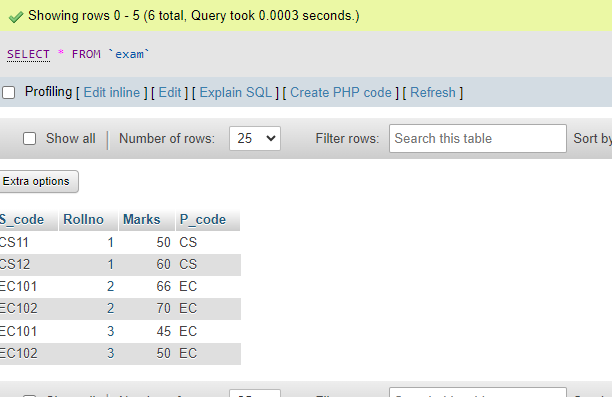 Showing rows 0 - 5 (6 total, Query took 0.0003 seconds.)
SELECT * FROM `exam`
Profiling [ Edit inline ] [ Edit ] [ Explain SQL ] [ Create PHP code ] [ Refresh ]
Show all Number of rows: 25 Filter rows: Search this table Sort by
Extra options
S_code Rollno Marks P_code
CS11 1 50 CS
CS12 1 60 CS
EC101 2 66 EC
EC102 2 70 EC
EC101 3 45 EC
EC102 3 50 EC